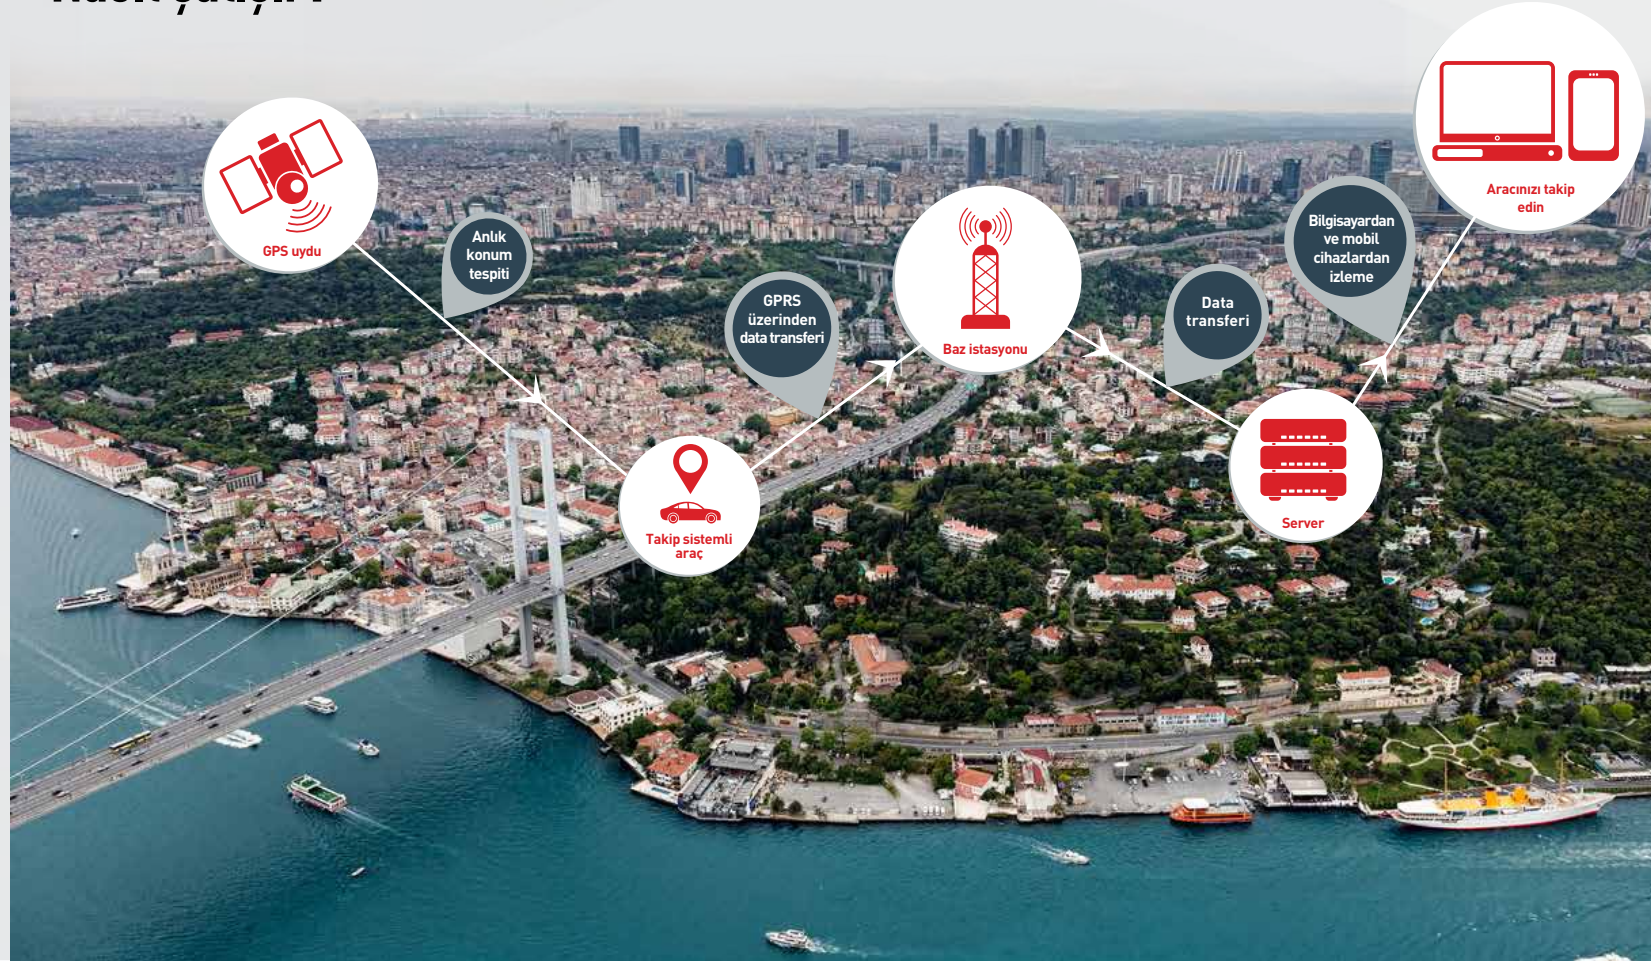 GPS uydu
Anlık
konum
tespiti
GPRS
üzerinden
data transferi
Takip sistemli
araç
Baz istasyonu
Data
transferi
Server
Bilgisayardan
ve mobil
cihazlardan
izleme
Aracınızı takip
edin